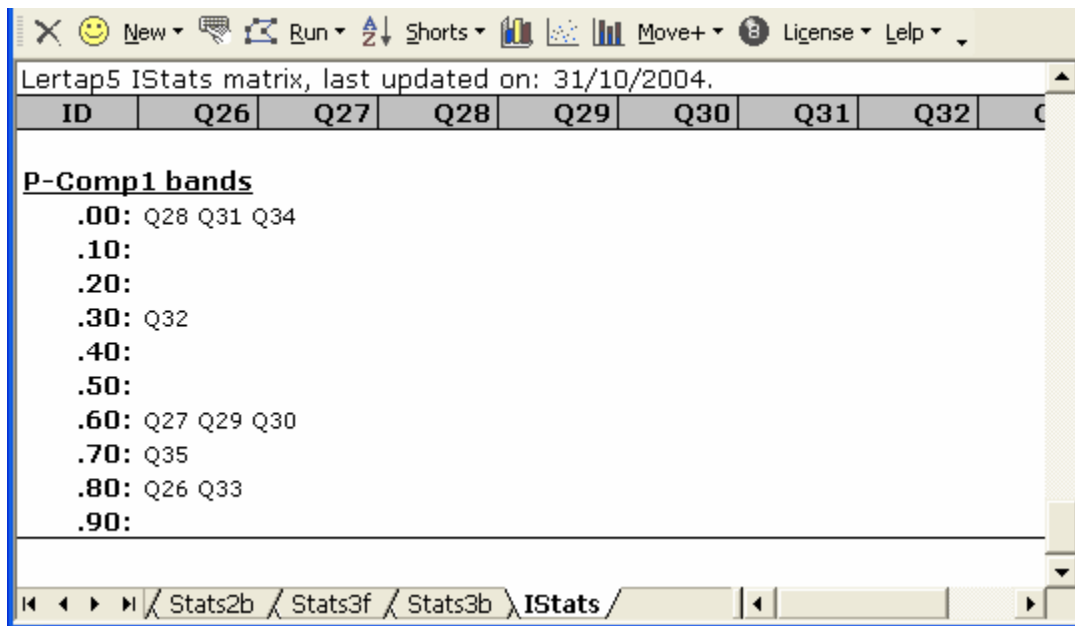 New Run Shorts Move+ 8 License Lelp
Lertap5 IStats matrix, last updated on: 31/10/2004.
ID Q26 Q27 Q28 Q29 Q30 Q31 Q32
P-Comp1 bands
.00: Q28 Q31 Q34
.10:
.20:
.30: Q32
.40:
.50:
.60: Q27 Q29 Q30
.70: Q35
.80: Q26 Q33
.90:
Stats2b Stats3f Stats3b IStats